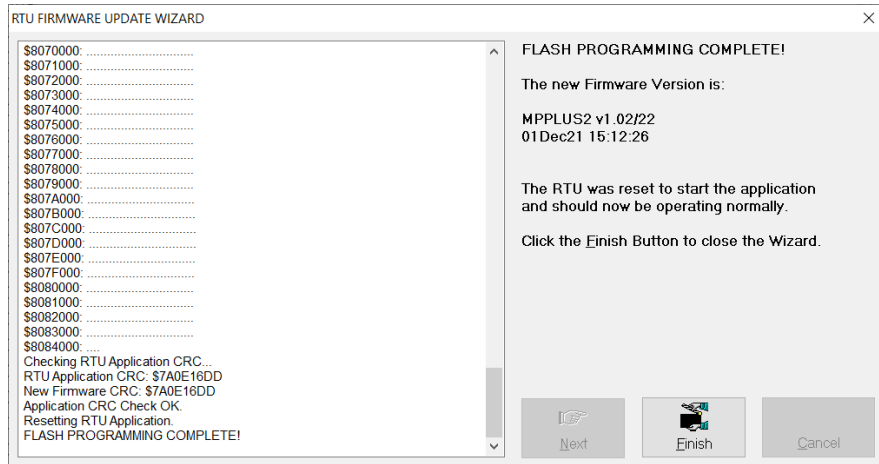 RTU FIRMWARE UPDATE WIZARD
$8070000: ................................
$8071000: ................................
$8072000: ................................
$8073000: ................................
$8074000: ................................
$8075000: ................................
$8076000: ................................
$8077000: ................................
$8078000: ................................
$8079000: ................................
$807A000: ................................
$807B000: ................................
$807C000: ................................
$807D000: ................................
$807E000: ................................
$807F000: ................................
$8080000: ................................
$8081000: ................................
$8082000: ................................
$8083000: ................................
$8084000: ....
Checking RTU Application CRC...
RTU Application CRC: $7A0E16DD
New Firmware CRC: $7A0E16DD
Application CRC Check OK.
Resetting RTU Application.
FLASH PROGRAMMING COMPLETE!
FLASH PROGRAMMING COMPLETE!
The new Firmware Version is:
MPPLUS2 v1.02/22
01Dec21 15:12:26
The RTU was reset to start the application
and should now be operating normally.
Click the Finish Button to close the Wizard.
Next
Finish
Cancel